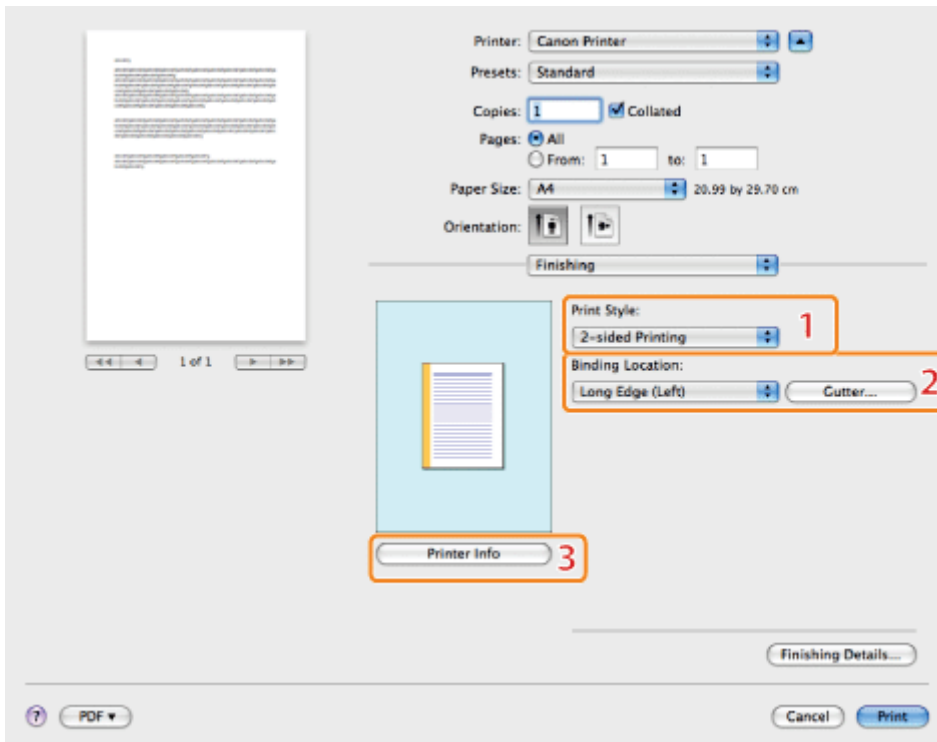 Printer: Canon Printer
Presets: Standard
Copies: 1 Collated
Pages: All
From: 1 to: 1
Paper Size: A4 20.99 by 29.70 cm
Orientation:
Finishing
Print Style:
2-sided Printing 1
Binding Location:
Long Edge (Left) Gutter... 2
1 of 1
Printer Info 3
Finishing Details...
? PDF Cancel Print